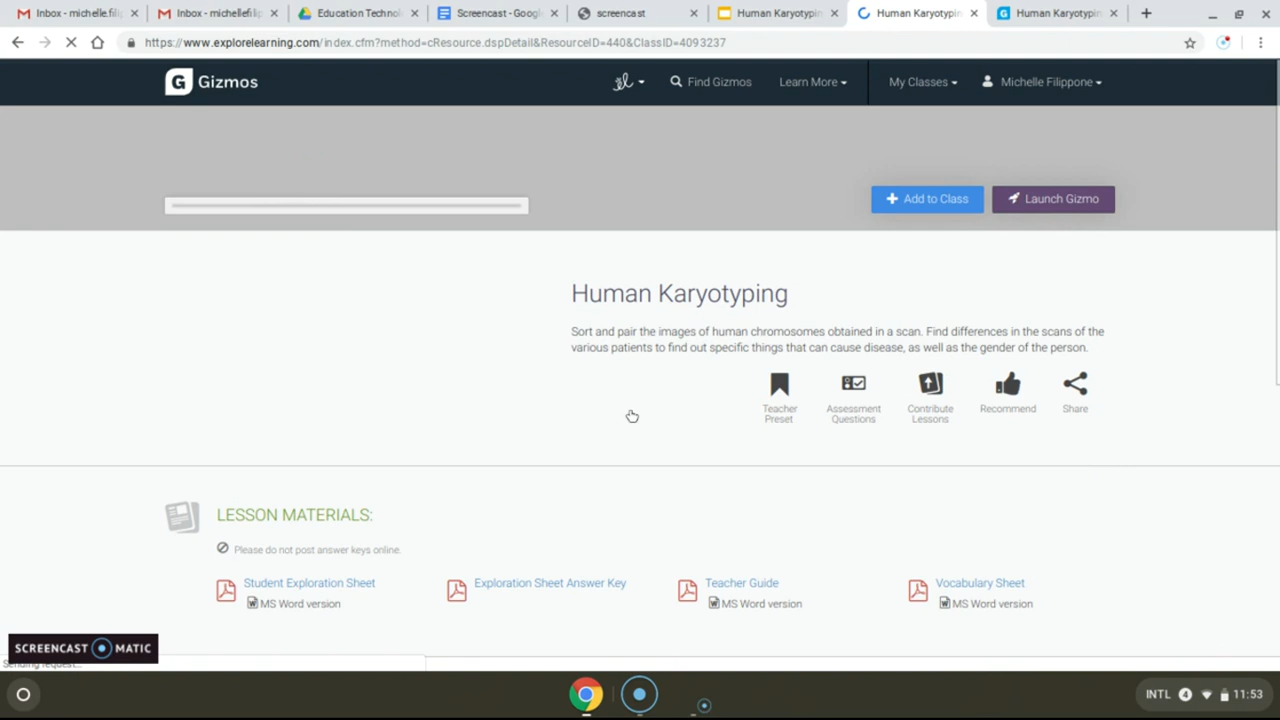 Inbox - michelle.fili
Inbox - michellefilip
Education Technol
Screencast - Googl
screencast
Human Karyotypin
Human Karyotypin
Human Karyotypin
https://www.explorelearning.com/index.cfm?method=cResource.dspDetail&ResourceID=440&ClassID=4093237
G Gizmos
Find Gizmos
Learn More
My Classes
Michelle Filippone
Add to Class
Launch Gizmo
Human Karyotyping
Sort and pair the images of human chromosomes obtained in a scan. Find differences in the scans of the
various patients to find out specific things that can cause disease, as well as the gender of the person.
Teacher Preset
Assessment Questions
Contribute Lessons
Recommend
Share
LESSON MATERIALS:
Please do not post answer keys online.
Student Exploration Sheet
MS Word version
Exploration Sheet Answer Key
Teacher Guide
MS Word version
Vocabulary Sheet
MS Word version
SCREENCAST MATIC
Sending request...
INTL 4 11:53